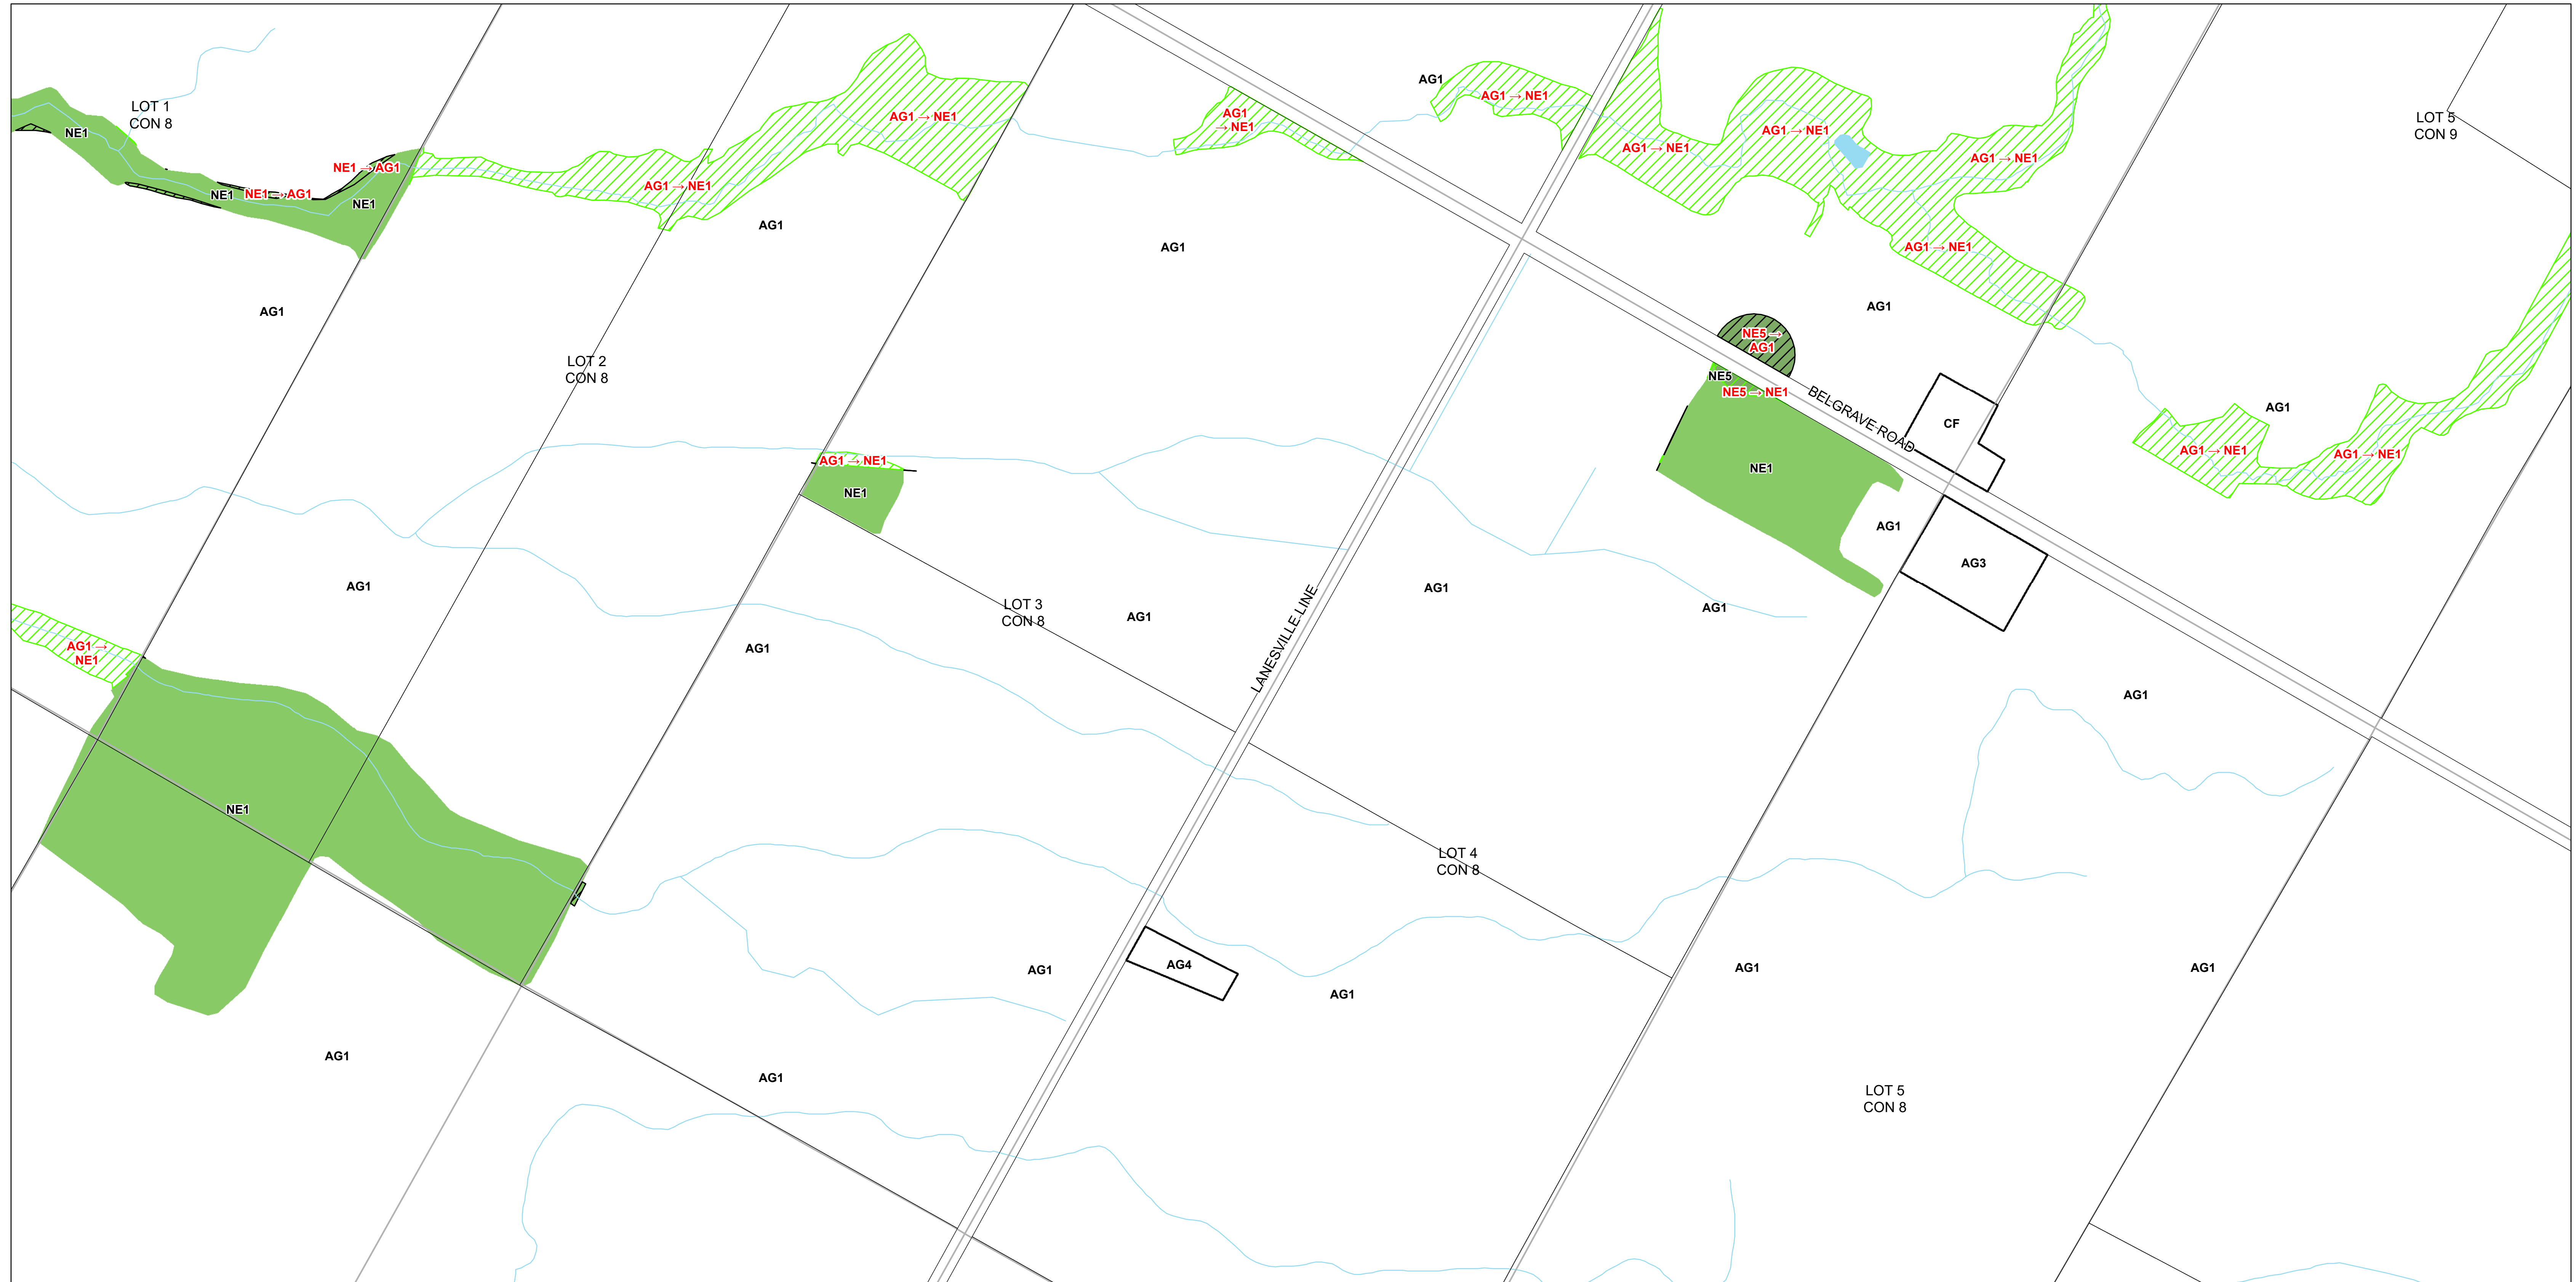 AG1
AG1 → NE1
LOT 1
CON 8
NE1
AG1 → NE1
AG1
→ NE1
AG1 → NE1
AG1 → NE1
AG1 → NE1
LOT 5
CON 9
NE1 → AG1
NE1
NE1 → AG1
NE1
AG1 → NE1
AG1
AG1
AG1 → NE1
AG1
AG1
NE5 →
AG1
LOT 2
CON 8
NE5
NE5 → NE1
BELGRAVE ROAD
CF
AG1
AG1 → NE1
NE1
AG1 → NE1
NE1
AG1 → NE1
AG1
AG3
AG1
AG1
LOT 3
CON 8
AG1
AG1
LANESVILLE LINE
AG1 →
NE1
AG1
AG1
NE1
LOT 4
CON 8
AG1
AG4
AG1
AG1
AG1
AG1
AG1
LOT 5
CON 8